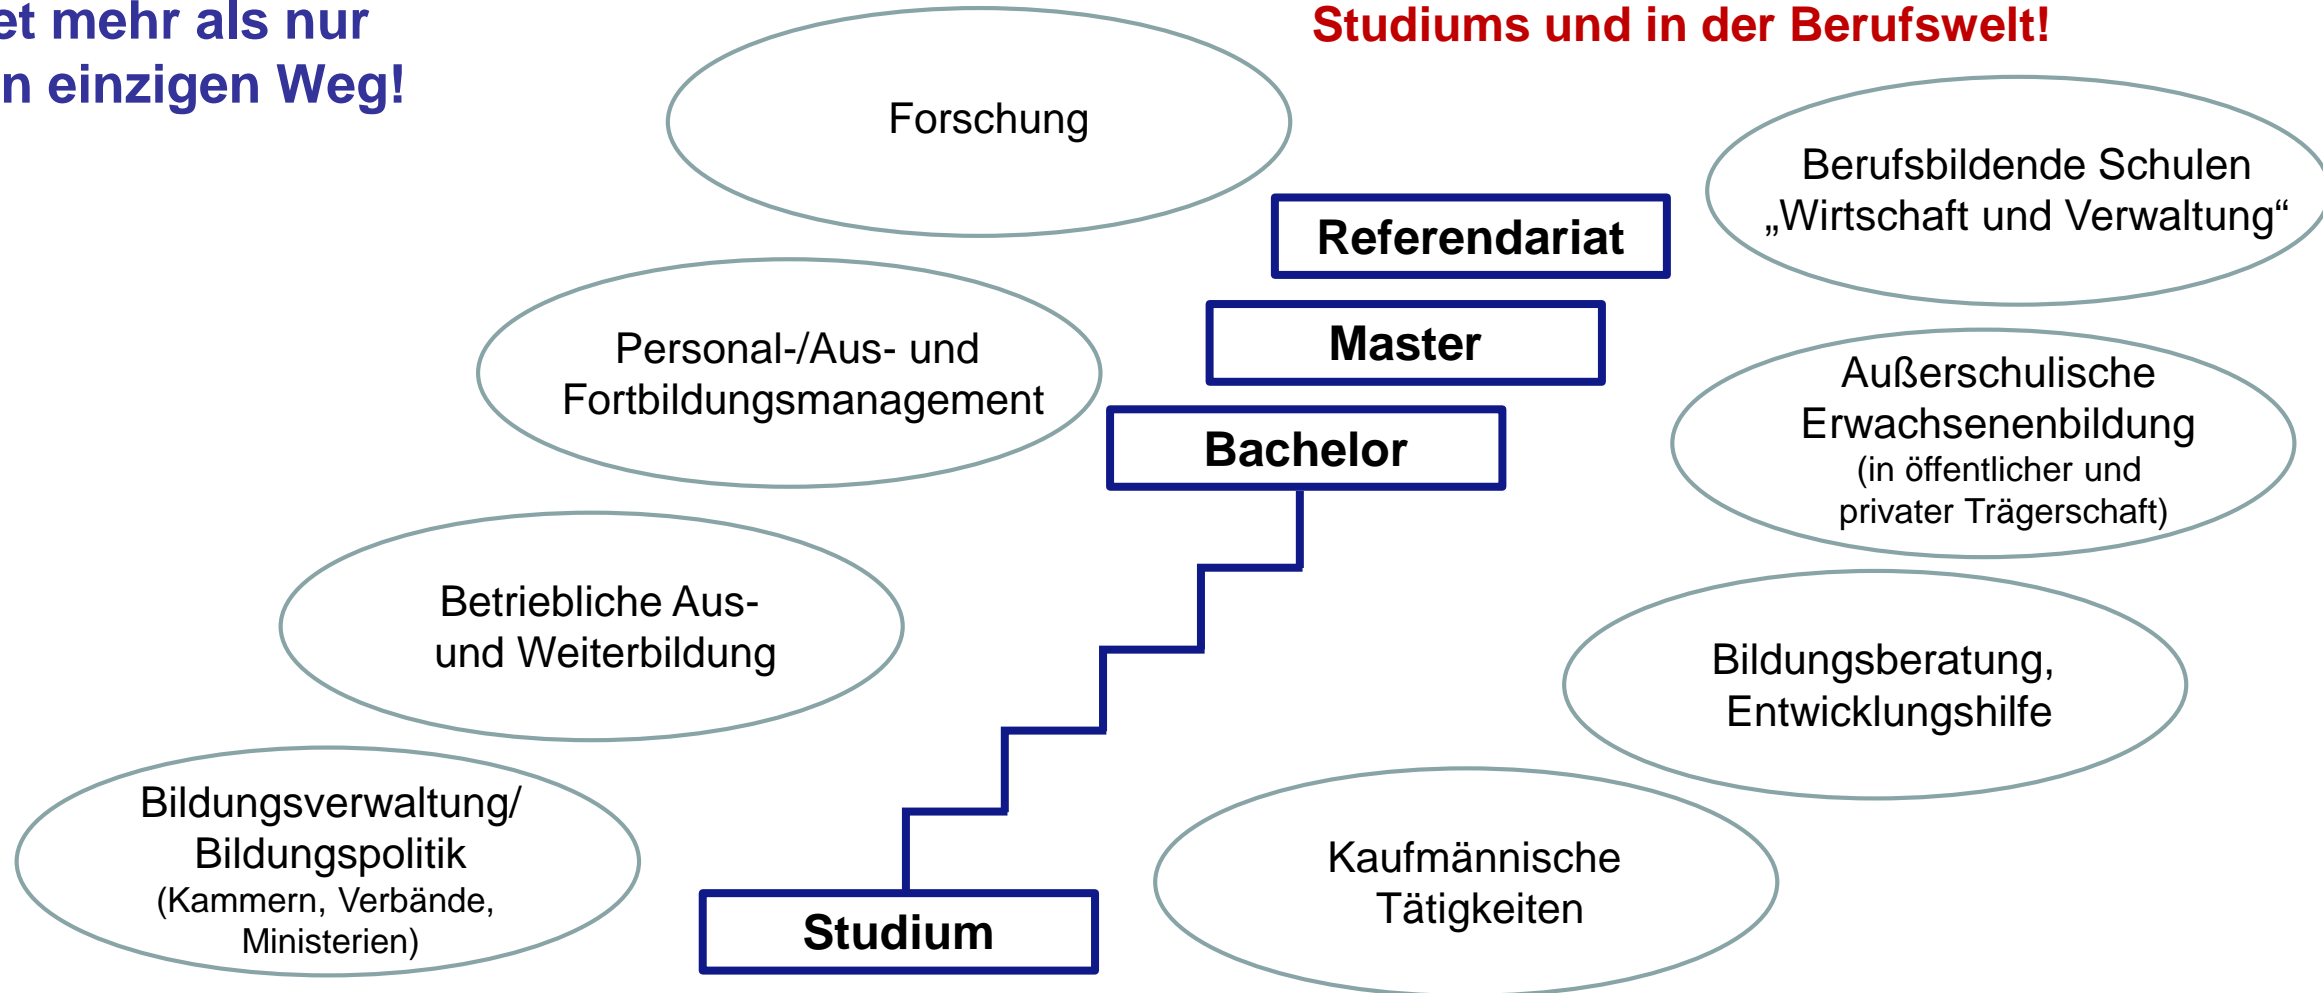 et mehr als nur
n einzigen Weg!
Studiums und in der Berufswelt!
Forschung
Berufsbildende Schulen
„Wirtschaft und Verwaltung“
Referendariat
Personal-/Aus- und
Fortbildungsmanagement
Master
Außerschulische
Erwachsenenbildung
(in öffentlicher und
privater Trägerschaft)
Bachelor
Betriebliche Aus-
und Weiterbildung
Bildungsberatung,
Entwicklungshilfe
Bildungsverwaltung/
Bildungspolitik
(Kammern, Verbände,
Ministerien)
Kaufmännische
Tätigkeiten
Studium